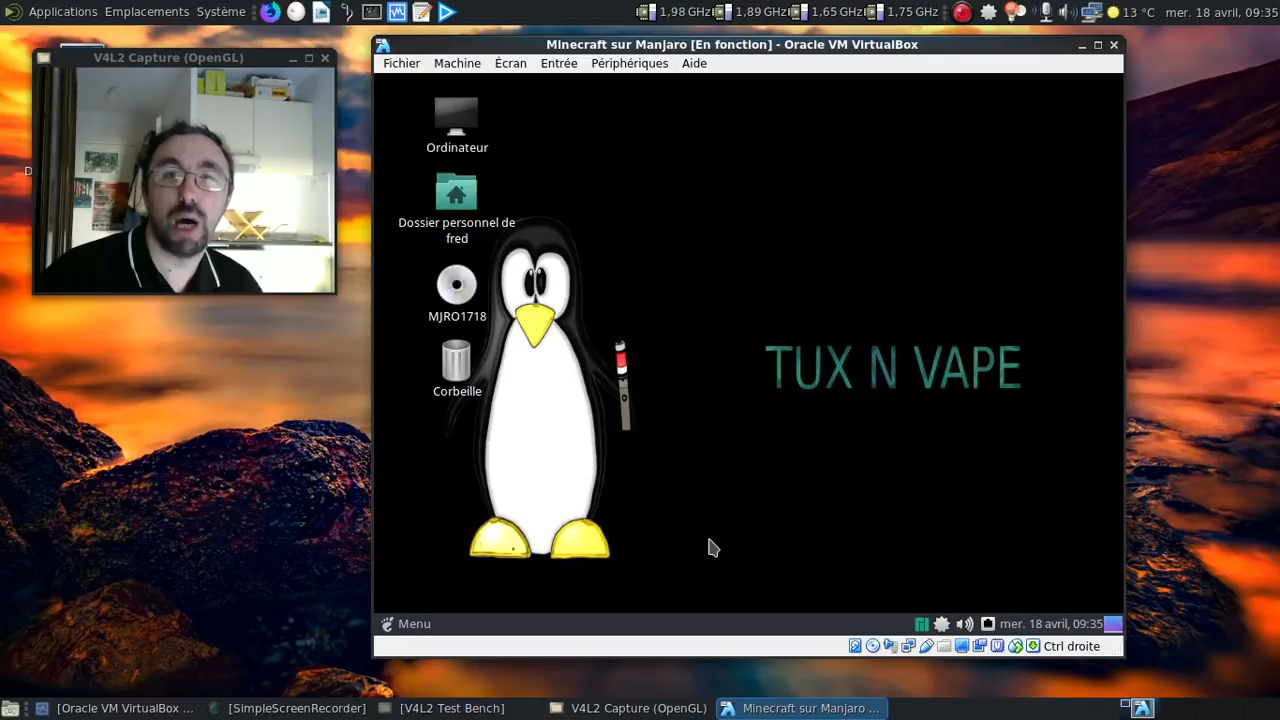 Applications Emplacements Système
1,98 GHz 1,89 GHz 1,65 GHz 1,75 GHz 13 °C mer. 18 avril, 09:35
V4L2 Capture (OpenGL)
Minecraft sur Manjaro [En fonction] - Oracle VM VirtualBox
Fichier Machine Écran Entrée Périphériques Aide
Ordinateur
D
Dossier personnel de
fred
MJRO1718
Corbeille
TUX N VAPE
Menu
mer. 18 avril, 09:35
Ctrl droite
[Oracle VM VirtualBox ... [SimpleScreenRecorder] [V4L2 Test Bench] V4L2 Capture (OpenGL) Minecraft sur Manjaro ...